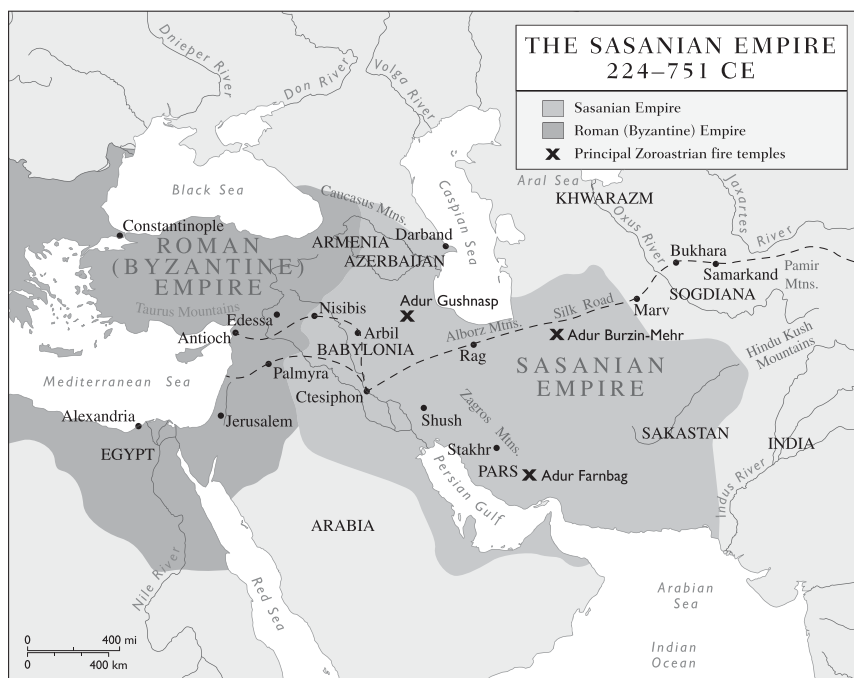 THE SASANIAN EMPIRE
224–751 CE
Sasanian Empire
Roman (Byzantine) Empire
Principal Zoroastrian fire temples
Dnieper River
Don River
Volga River
Black Sea
Caspian Sea
Aral Sea
KHWARAZM
Oxus River
Jaxartes
River
Caucasus Mtns.
Constantinople
ROMAN
(BYZANTINE)
EMPIRE
ARMENIA
Darband
AZERBAIJAN
Bukhara
Samarkand
Pamir
Mtns.
SOGDIANA
Taurus Mountains
Edessa
Nisibis
Adur Gushnasp
Silk Road
Marv
Antioch
Arbil
BABYLONIA
Alborz Mtns.
Rag
Adur Burzin-Mehr
Hindu Kush
Mountains
Mediterranean Sea
Palmyra
Ctesiphon
SASANIAN
EMPIRE
Alexandria
Jerusalem
Shush
Zagros Mtns.
SAKASTAN
INDIA
EGYPT
Stakhr
PARS
Adur Farnbag
Indus River
Persian Gulf
ARABIA
Nile River
Red Sea
Arabian
Sea
Indian
Ocean
0 400 mi
0 400 km